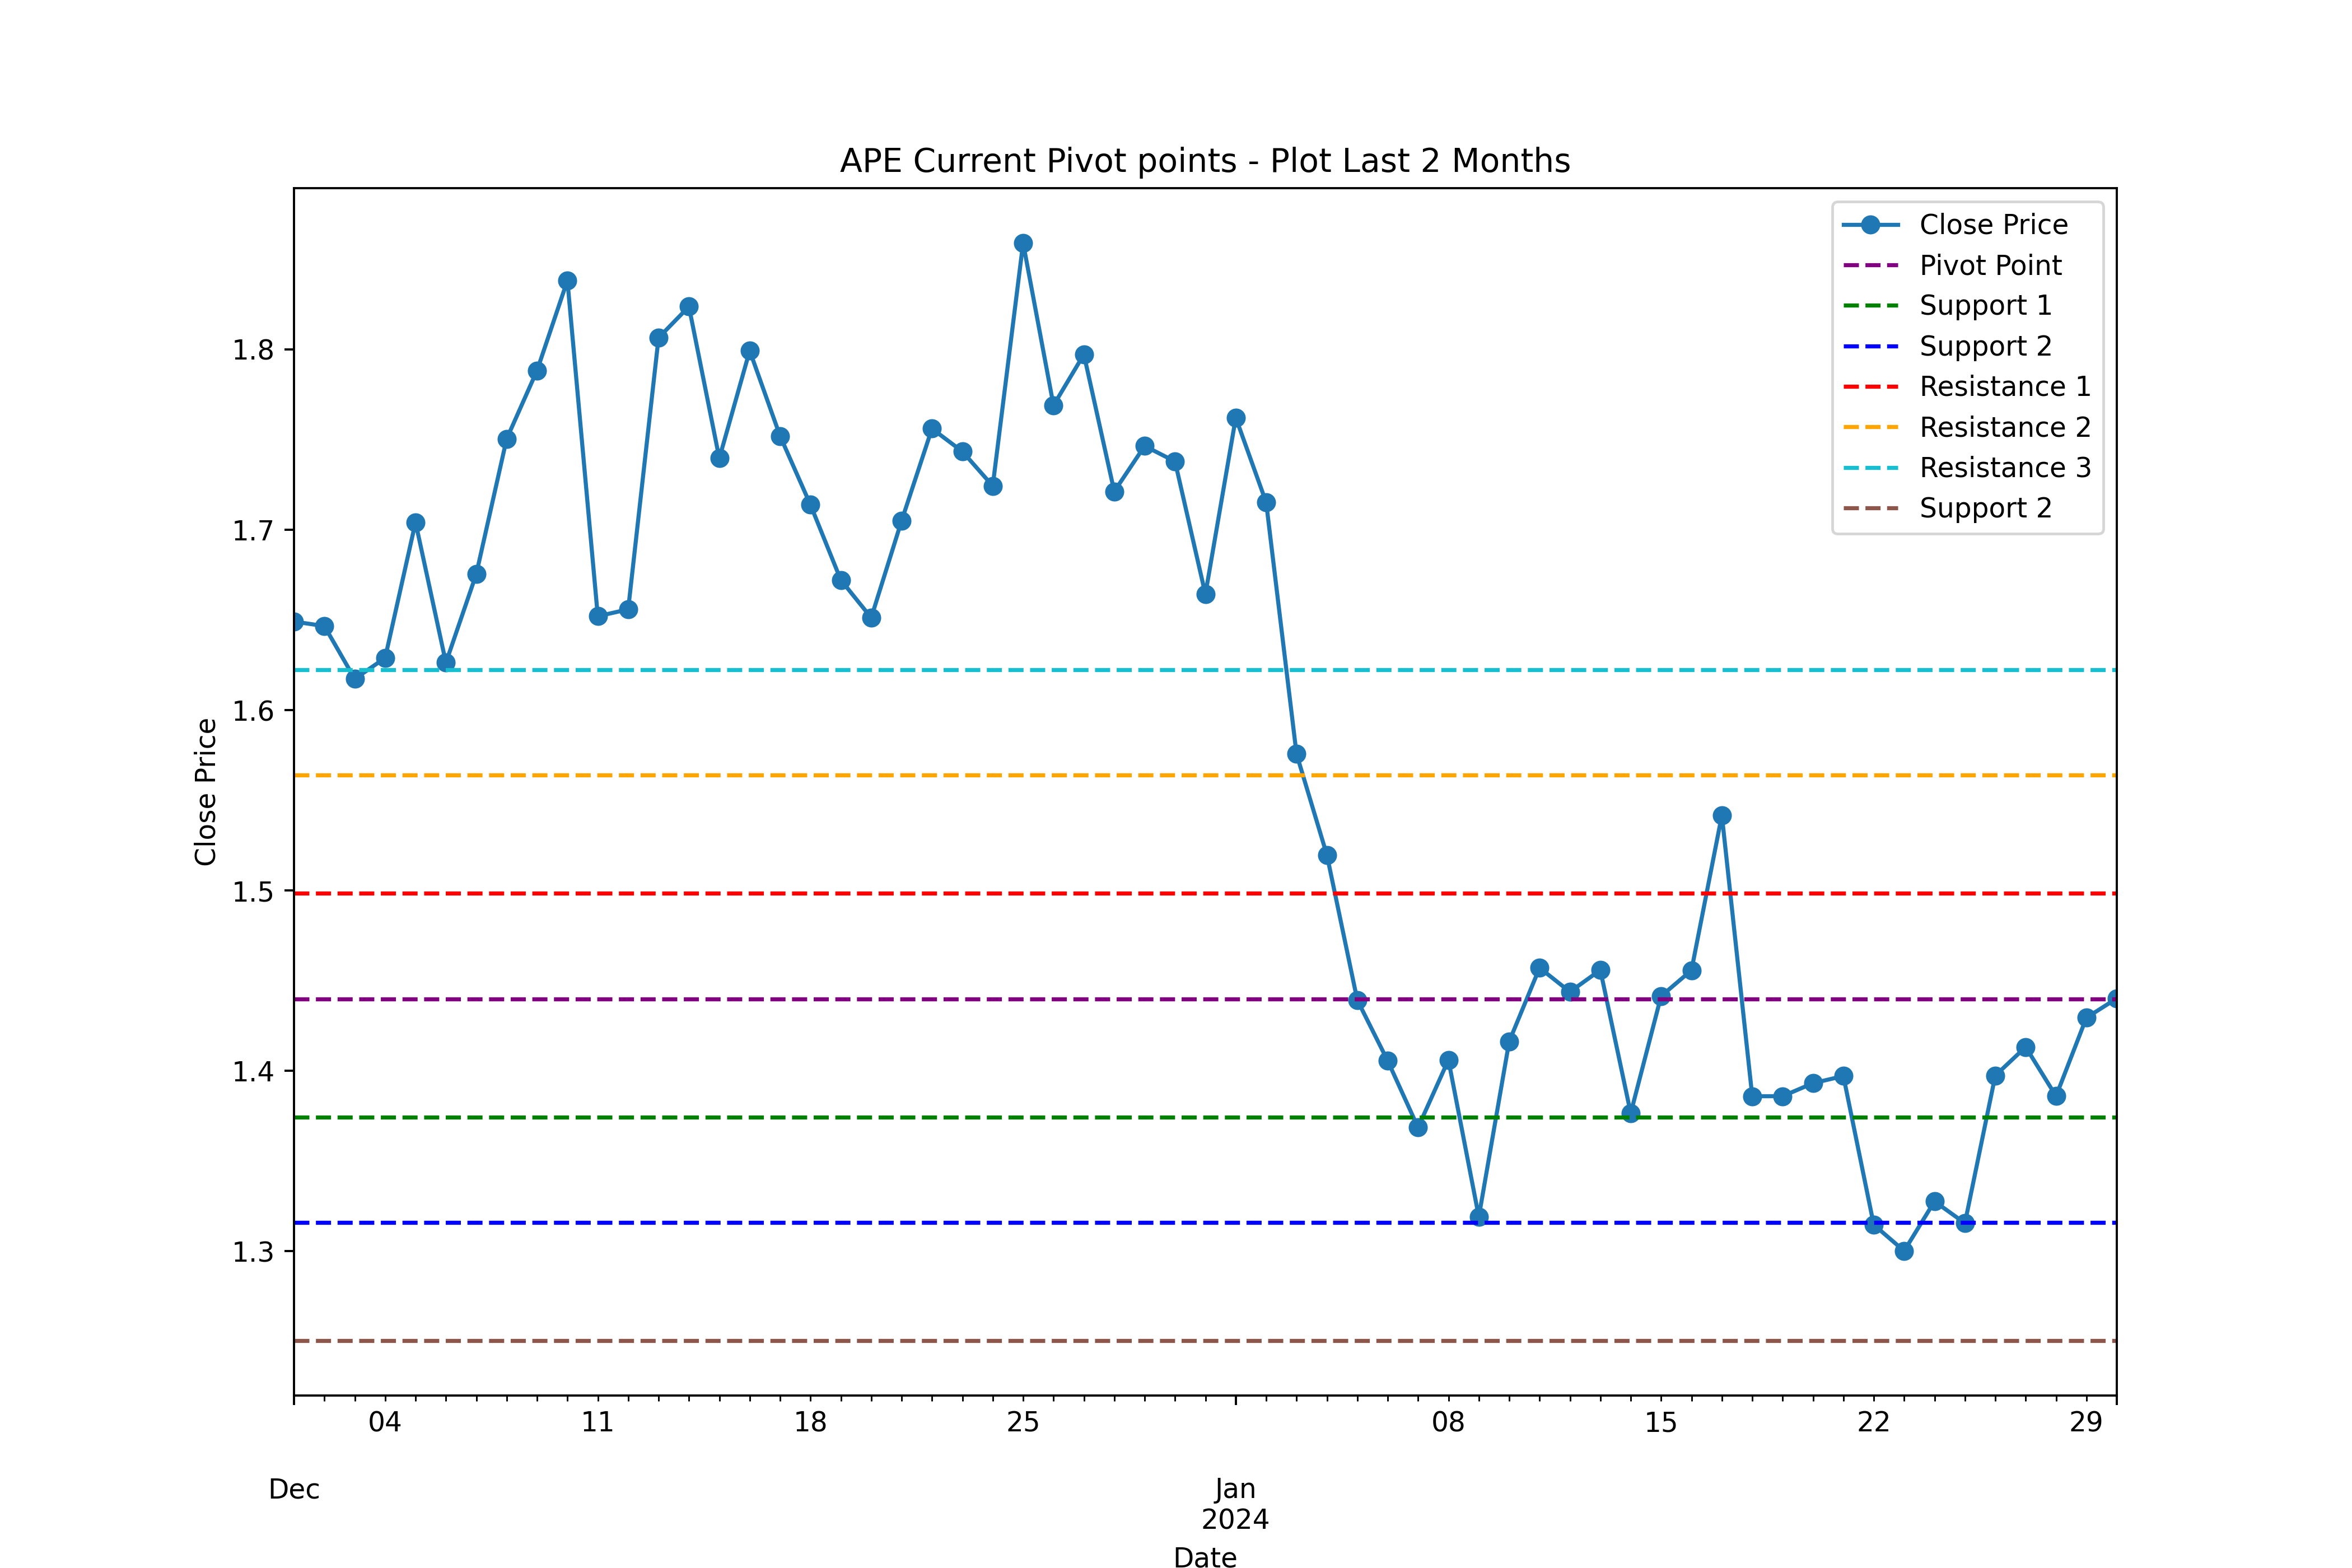 APE Current Pivot points - Plot Last 2 Months
Close Price
Pivot Point
Support 1
Support 2
Resistance 1
Resistance 2
Resistance 3
Support 2
1.8
1.7
1.6
1.5
1.4
1.3
Close Price
04 11 18 25 08 15 22 29
Dec Jan
2024
Date